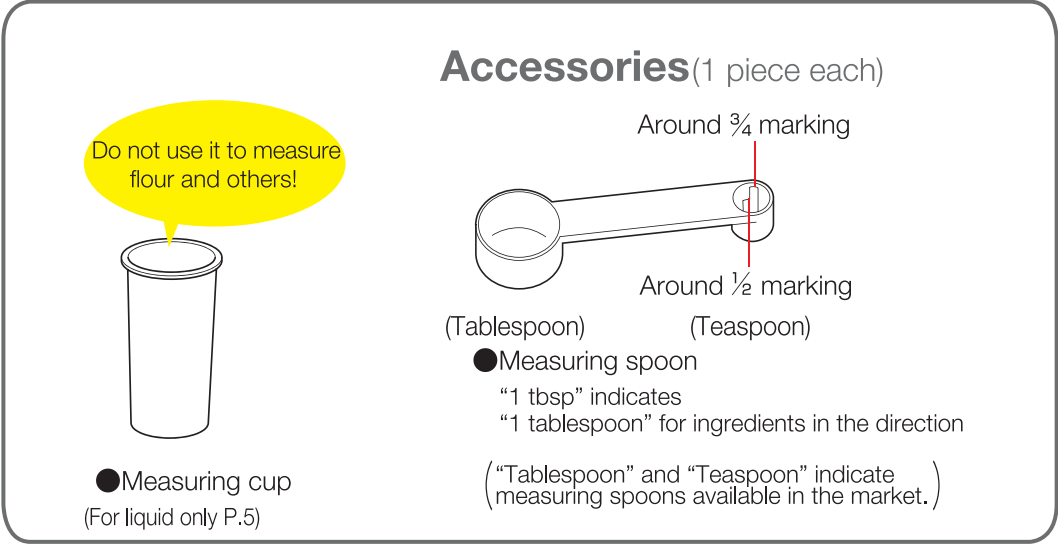 Accessories(1 piece each)
Do not use it to measure
flour and others!
●Measuring cup
(For liquid only P.5)
Around ¾ marking
Around ½ marking
(Tablespoon) (Teaspoon)
●Measuring spoon
“1 tbsp” indicates
“1 tablespoon” for ingredients in the direction
(“Tablespoon” and “Teaspoon” indicate
measuring spoons available in the market.)